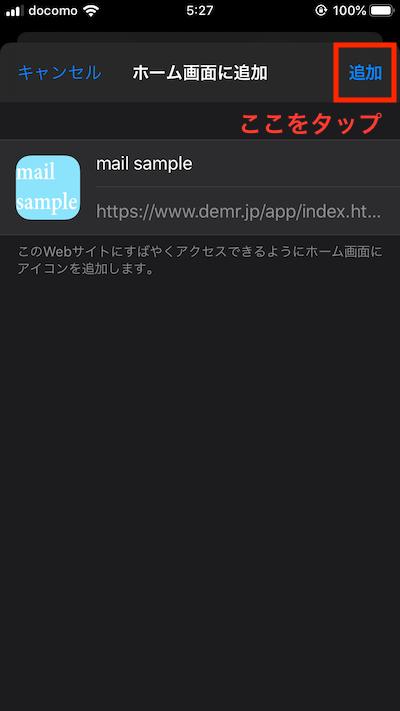 docomo 5:27 100%
キャンセル ホーム画面に追加 追加
ここをタップ
mail
sample
mail sample
https://www.demr.jp/app/index.ht...
このWebサイトにすばやくアクセスできるようにホーム画面に
アイコンを追加します。